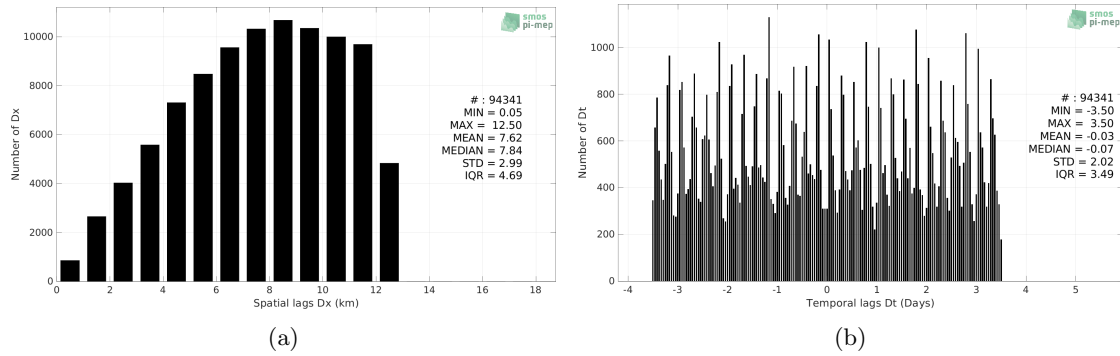 smos
pi-mep
10000
8000
6000
4000
2000
0
Number of Dx
# : 94341
MIN = 0.05
MAX = 12.50
MEAN = 7.62
MEDIAN = 7.84
STD = 2.99
IQR = 4.69
0 2 4 6 8 10 12 14 16 18
Spatial lags Dx (km)
(a)
smos
pi-mep
1000
800
600
400
200
0
Number of Dt
# : 94341
MIN = -3.50
MAX = 3.50
MEAN = -0.03
MEDIAN = -0.07
STD = 2.02
IQR = 3.49
-4 -3 -2 -1 0 1 2 3 4 5
Temporal lags Dt (Days)
(b)